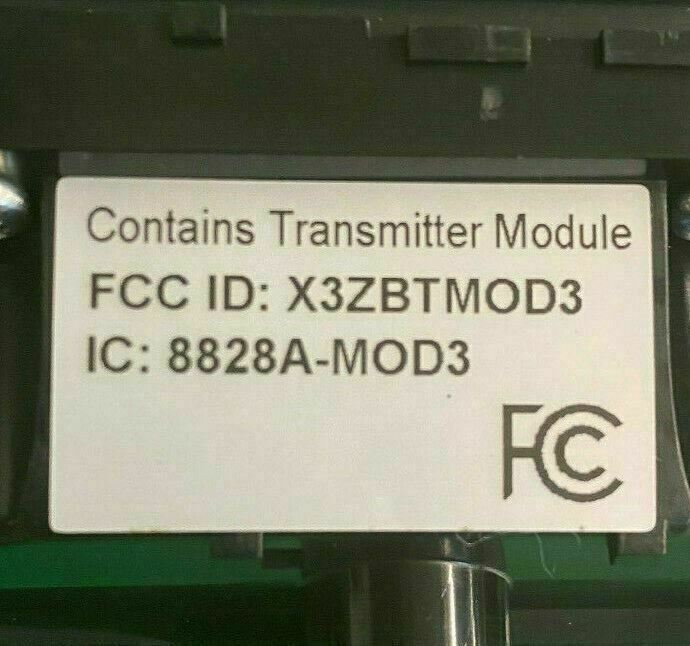 Contains Transmitter Module
FCC ID: X3ZBTMOD3
IC: 8828A-MOD3
FC